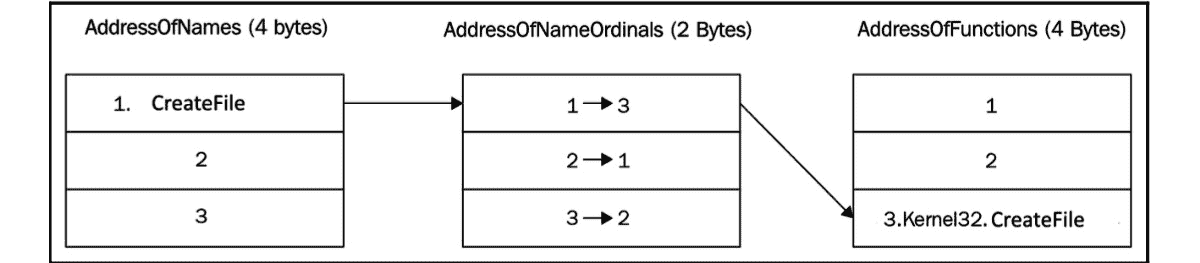 AddressOfNames (4 bytes) AddressOfNameOrdinals (2 Bytes) AddressOfFunctions (4 Bytes)
1. CreateFile 1 → 3 1
2 2 → 1 2
3 3 → 2 3.Kernel32.CreateFile